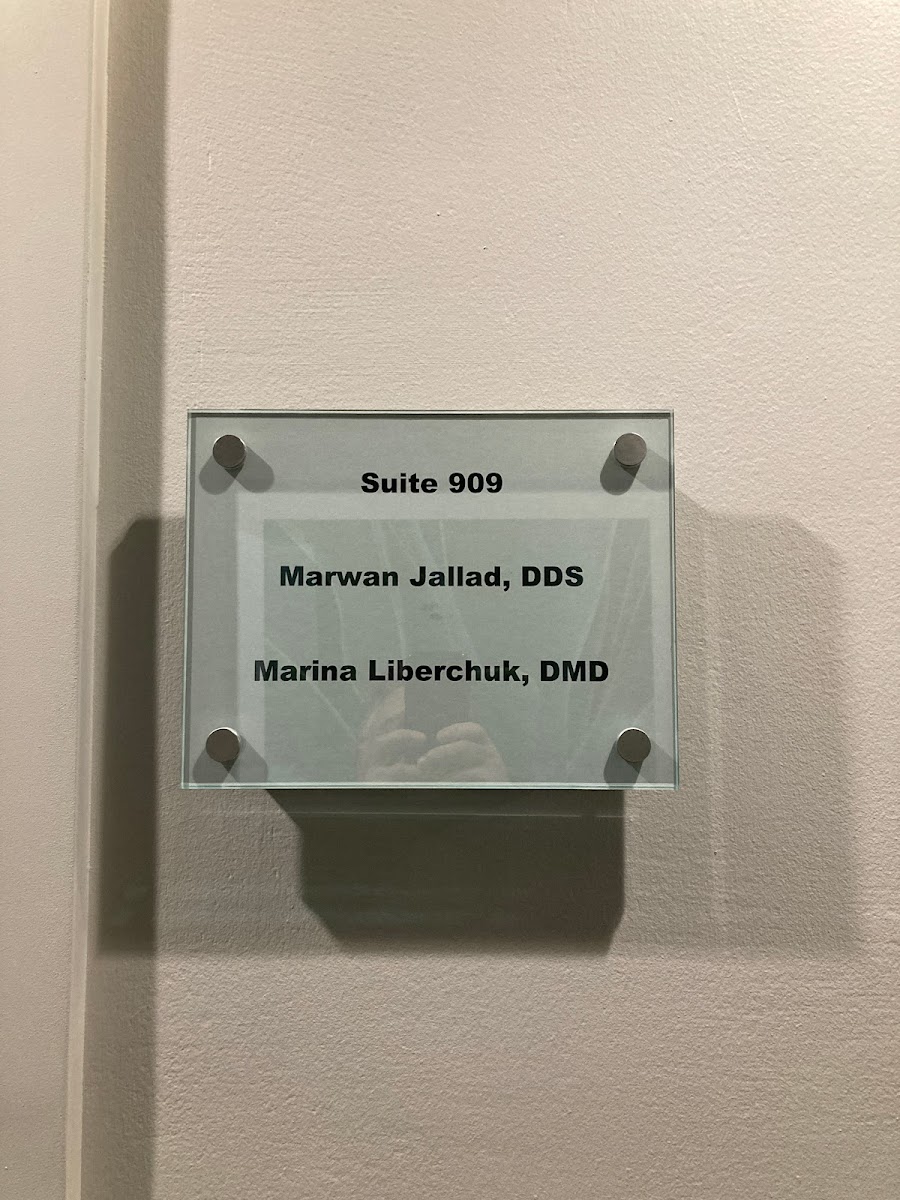 Suite 909
Marwan Jallad, DDS
Marina Liberchuk, DMD